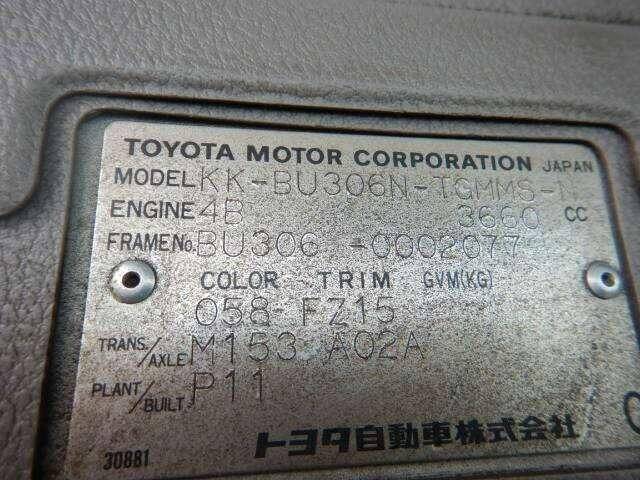 TOYOTA MOTOR CORPORATION JAPAN
MODEL KK-BU306N-TGMMS-N
ENGINE 4B 3660 CC
FRAME No. BU306 -0002077
COLOR TRIM GVM(KG)
058 FZ15
TRANS./AXLE M153 A02A
PLANT/BUILT P11
トヨタ自動車株式会社
30881